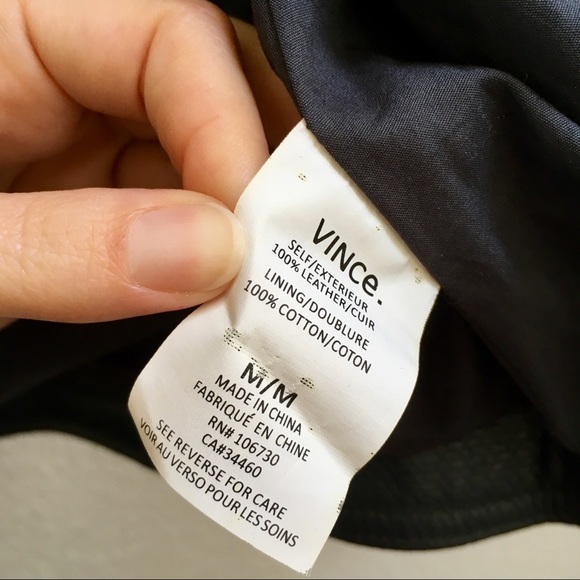 VINCe.
SELF/EXTERIEUR
100% LEATHER/CUIR
LINING/DOUBLURE
100% COTTON/COTON
M/M
MADE IN CHINA
FABRIQUÉ EN CHINE
RN# 106730
CA#34460
SEE REVERSE FOR CARE
VOIR AU VERSO POUR LES SOINS